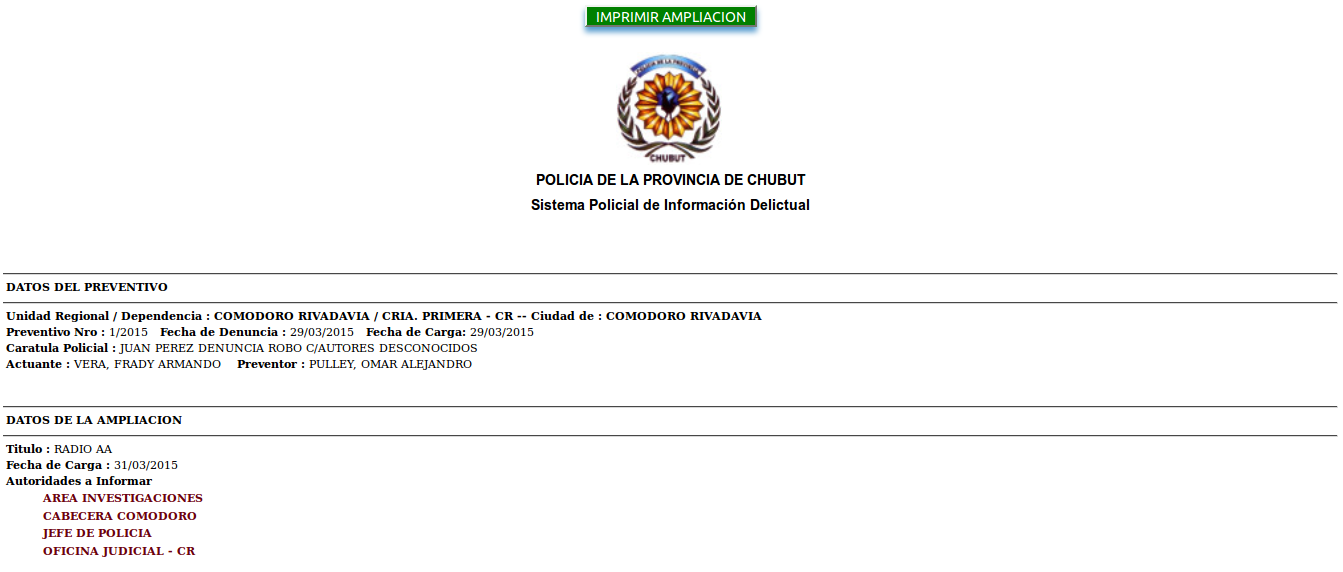 IMPRIMIR AMPLIACION
CHUBUT
POLICIA DE LA PROVINCIA DE CHUBUT
Sistema Policial de Información Delictual
DATOS DEL PREVENTIVO
Unidad Regional / Dependencia : COMODORO RIVADAVIA / CRIA. PRIMERA - CR -- Ciudad de : COMODORO RIVADAVIA
Preventivo Nro : 1/2015 Fecha de Denuncia : 29/03/2015 Fecha de Carga: 29/03/2015
Caratula Policial : JUAN PEREZ DENUNCIA ROBO C/AUTORES DESCONOCIDOS
Actuante : VERA, FRADY ARMANDO Preventor : PULLEY, OMAR ALEJANDRO
DATOS DE LA AMPLIACION
Titulo : RADIO AA
Fecha de Carga : 31/03/2015
Autoridades a Informar
AREA INVESTIGACIONES
CABECERA COMODORO
JEFE DE POLICIA
OFICINA JUDICIAL - CR